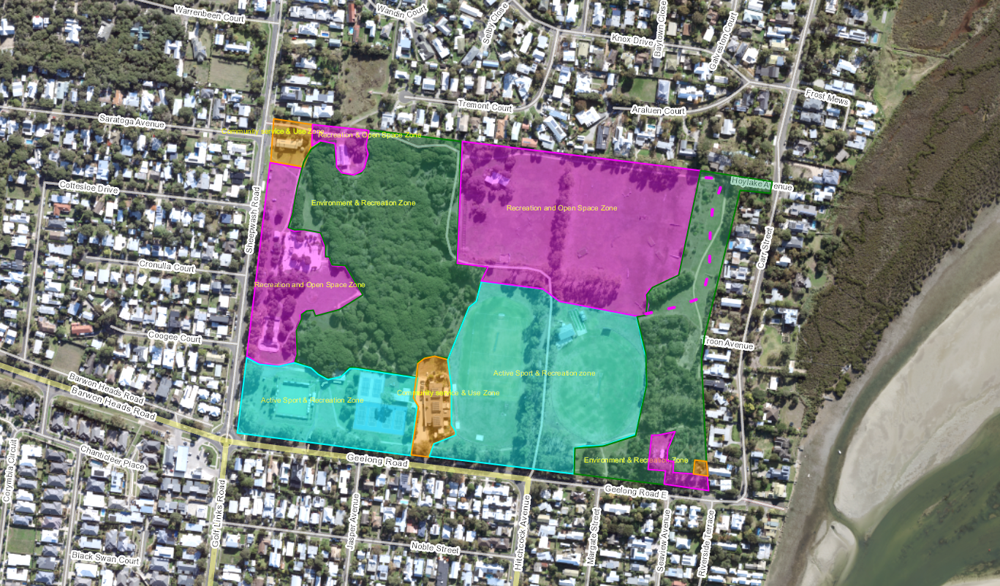 Warrenbeen Court
Wandin Court
Selby Close
Knox Drive
Baytown Close
Galveston Court
Frost Mews
Tremont Court
Araluen Court
Saratoga Avenue
Community service & Use Zone
Recreation & Open Space Zone
Cottesloe Drive
Sheepwash Road
Environment & Recreation Zone
Recreation and Open Space Zone
Hoylake Avenue
Carr Street
Cronulla Court
Recreation and Open Space Zone
Coogee Court
Troon Avenue
Barwon Heads Road
Barwon Heads Road
Active Sport & Recreation Zone
Community service & Use Zone
Active Sport & Recreation zone
Corymbia Circuit
Chanticleer Place
Geelong Road
Environment & Recreation Zone
Geelong Road E
Golf Links Road
Jasper Avenue
Noble Street
Hitchcock Avenue
Margate Street
Seaview Avenue
Riverside Terrace
Black Swan Court